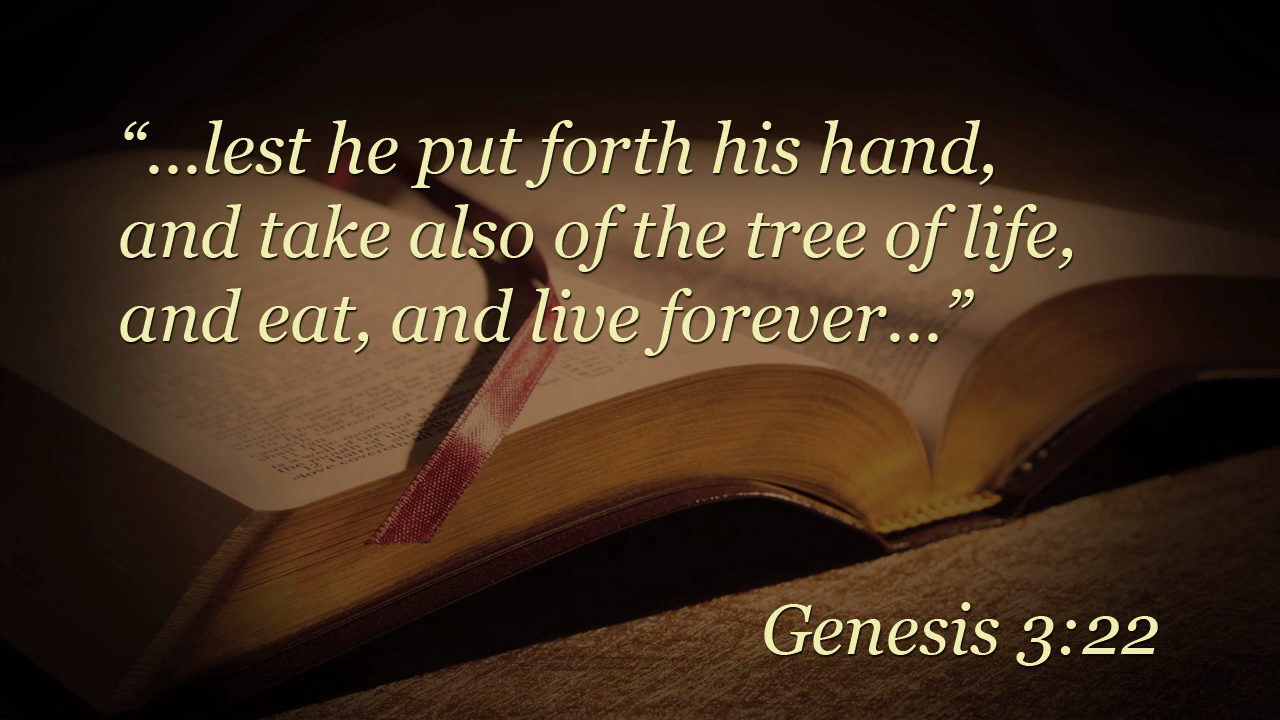 “...lest he put forth his hand,
and take also of the tree of life,
and eat, and live forever...”
Genesis 3:22